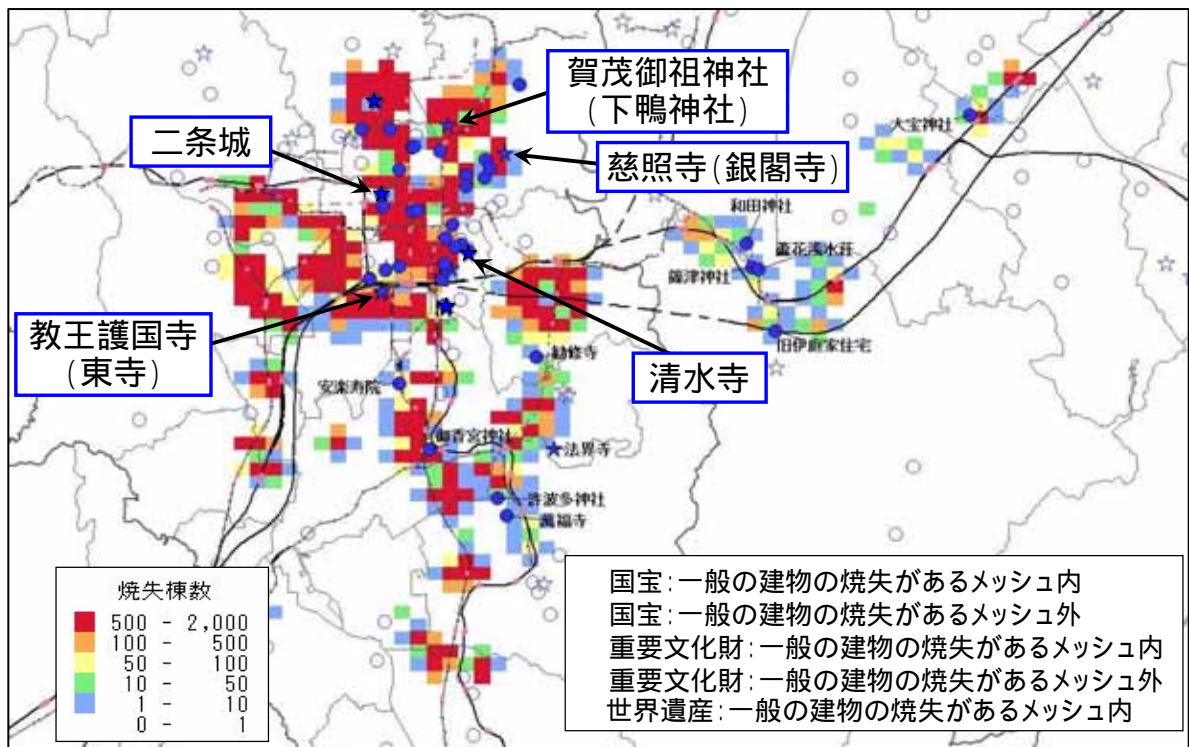 賀茂御祖神社
(下鴨神社)
二条城
慈照寺(銀閣寺)
大宝神社
和田神社
蘆花浅水荘
篠津神社
教王護国寺
(東寺)
旧伊庭家住宅
勧修寺
清水寺
安楽寿院
御香宮神社
法界寺
許波多神社
萬福寺
焼失棟数
500 - 2,000
100 - 500
50 - 100
10 - 50
1 - 10
0 - 1
国宝:一般の建物の焼失があるメッシュ内
国宝:一般の建物の焼失があるメッシュ外
重要文化財:一般の建物の焼失があるメッシュ内
重要文化財:一般の建物の焼失があるメッシュ外
世界遺産:一般の建物の焼失があるメッシュ内